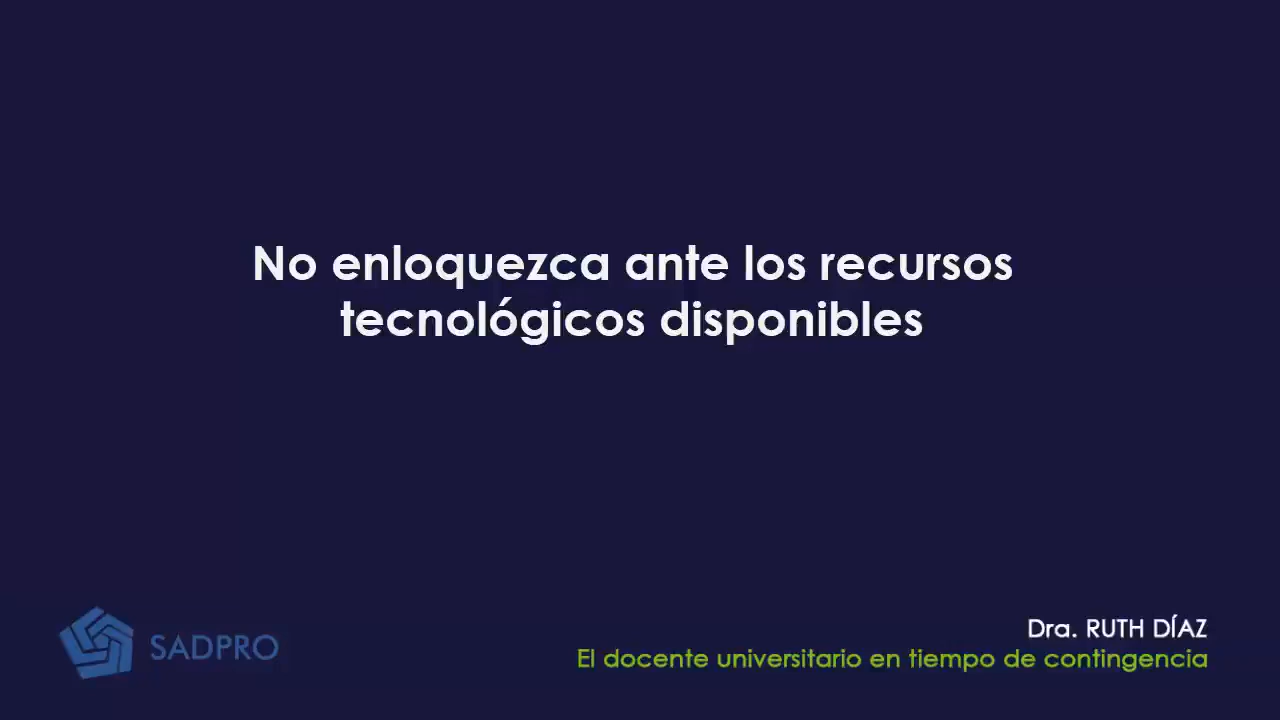 No enloquezca ante los recursos
tecnológicos disponibles
SADPRO
Dra. RUTH DÍAZ
El docente universitario en tiempo de contingencia